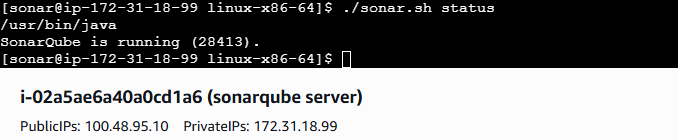 [sonar@ip-172-31-18-99 linux-x86-64]$ ./sonar.sh status
/usr/bin/java
SonarQube is running (28413).
[sonar@ip-172-31-18-99 linux-x86-64]$
i-02a5ae6a40a0cd1a6 (sonarqube server)
PublicIPs: 100.48.95.10 PrivateIPs: 172.31.18.99